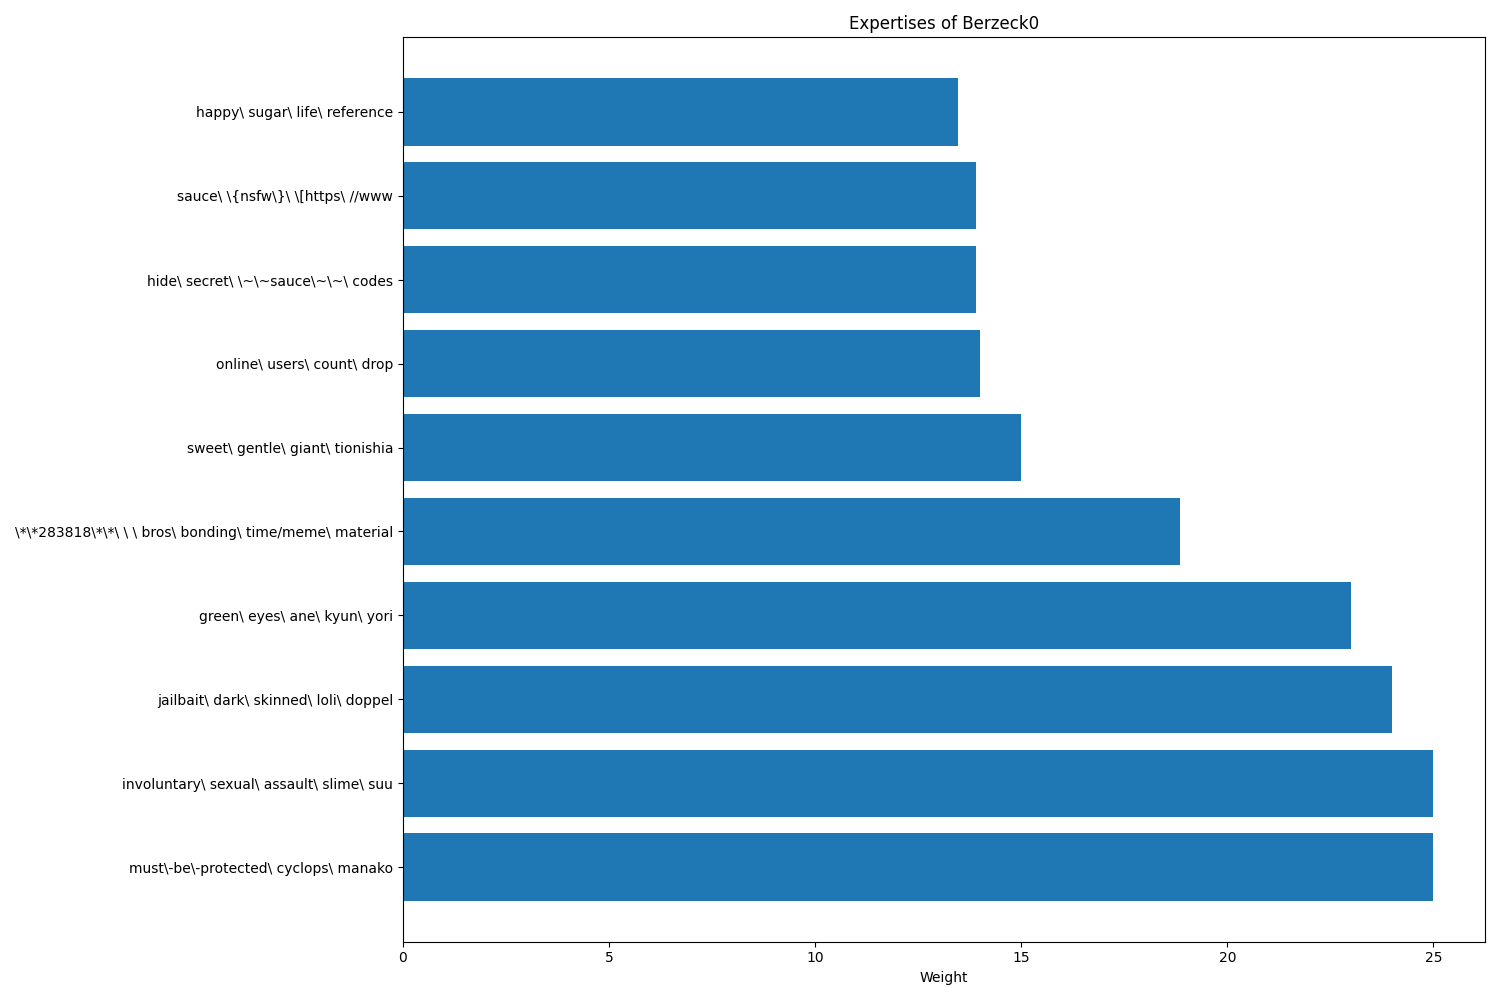 Expertises of Berzeck0
happy\ sugar\ life\ reference
sauce\ \{nsfw\}\ \[https\ //www
hide\ secret\ \~\~sauce\~\~\ codes
online\ users\ count\ drop
sweet\ gentle\ giant\ tionishia
\*\*283818\*\*\ \ \ bros\ bonding\ time/meme\ material
green\ eyes\ ane\ kyun\ yori
jailbait\ dark\ skinned\ loli\ doppel
involuntary\ sexual\ assault\ slime\ suu
must\-be\-protected\ cyclops\ manako
0 5 10 15 20 25
Weight